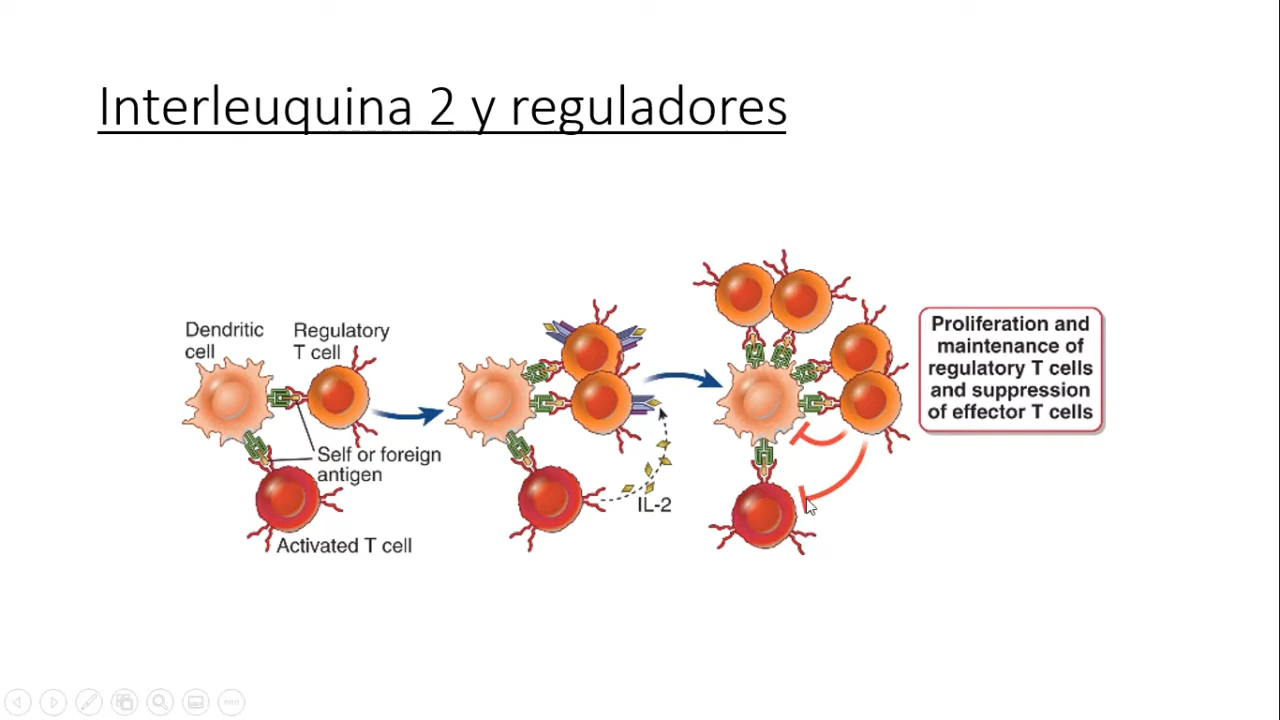 Interleuquina 2 y reguladores
Dendritic
cell
Regulatory
T cell
Self or foreign
antigen
Activated T cell
IL-2
Proliferation and
maintenance of
regulatory T cells
and suppression
of effector T cells